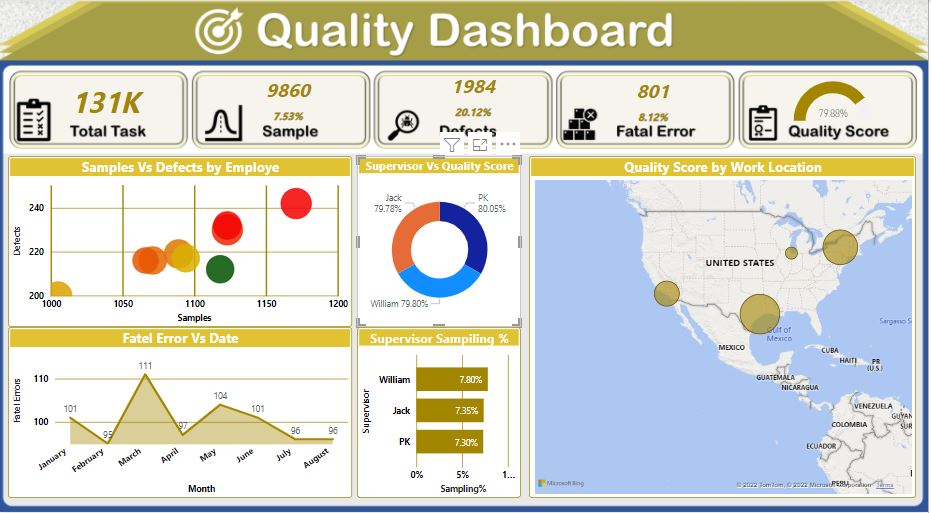 Quality Dashboard
131K
Total Task
9860
7.53%
Sample
1984
20.12%
Defects
801
8.12%
Fatal Error
79.88%
Quality Score
Samples Vs Defects by Employe
Defects
240
220
200
1000 1050 1100 1150 1200
Samples
Supervisor Vs Quality Score
Jack
79.78%
PK
80.05%
William 79.80%
Quality Score by Work Location
UNITED STATES
Gulf of
Mexico
MEXICO
CUBA
HAITI
PR
(U.S.)
Sargasso S
GUATEMALA
NICARAGUA
VENEZUELA
GUYAN
COLOMBIA
SUR
ECUADOR
PERU
Microsoft Bing
© 2022 TomTom, © 2022 Microsoft Corporation Terms
Fatel Error Vs Date
Fatel Errors
110
100
101
95
111
97
104
101
96
96
January February March April May June July August
Month
Supervisor Sampiling %
Supervisor
William 7.80%
Jack 7.35%
PK 7.30%
0% 5% 1...
Sampling%